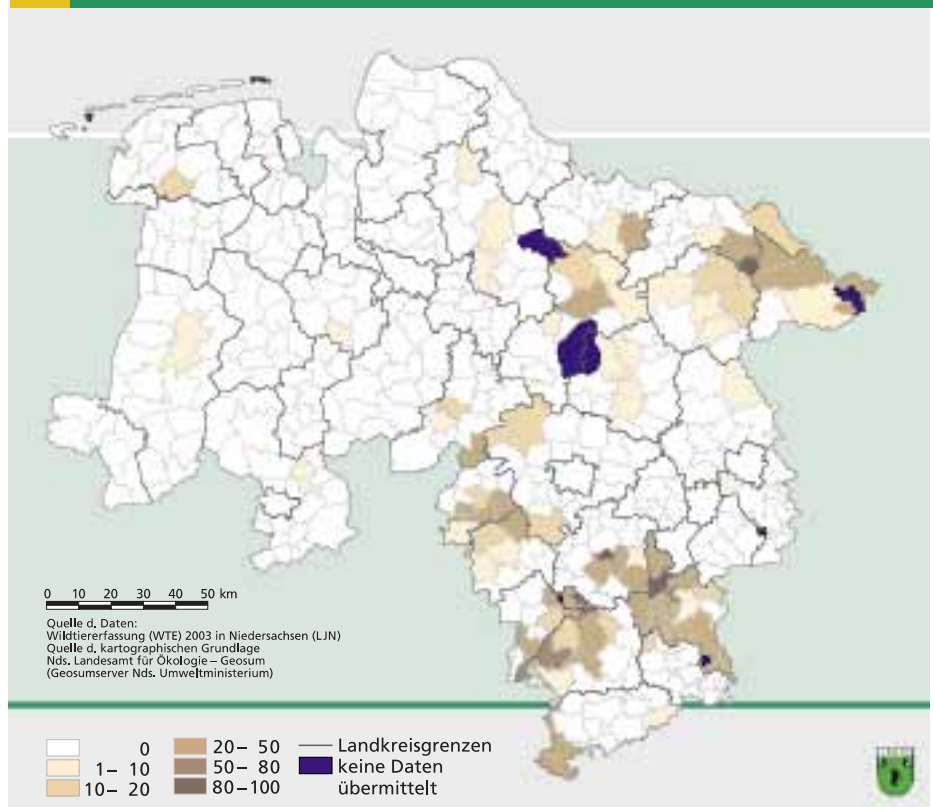 0 10 20 30 40 50 km
Quelle d. Daten:
Wildtiererfassung (WTE) 2003 in Niedersachsen (LJN)
Quelle d. kartographischen Grundlage
Nds. Landesamt für Ökologie – Geosum
(Geosumserver Nds. Umweltministerium)
0
1– 10
10– 20
20– 50
50– 80
80–100
Landkreisgrenzen
keine Daten
übermittelt